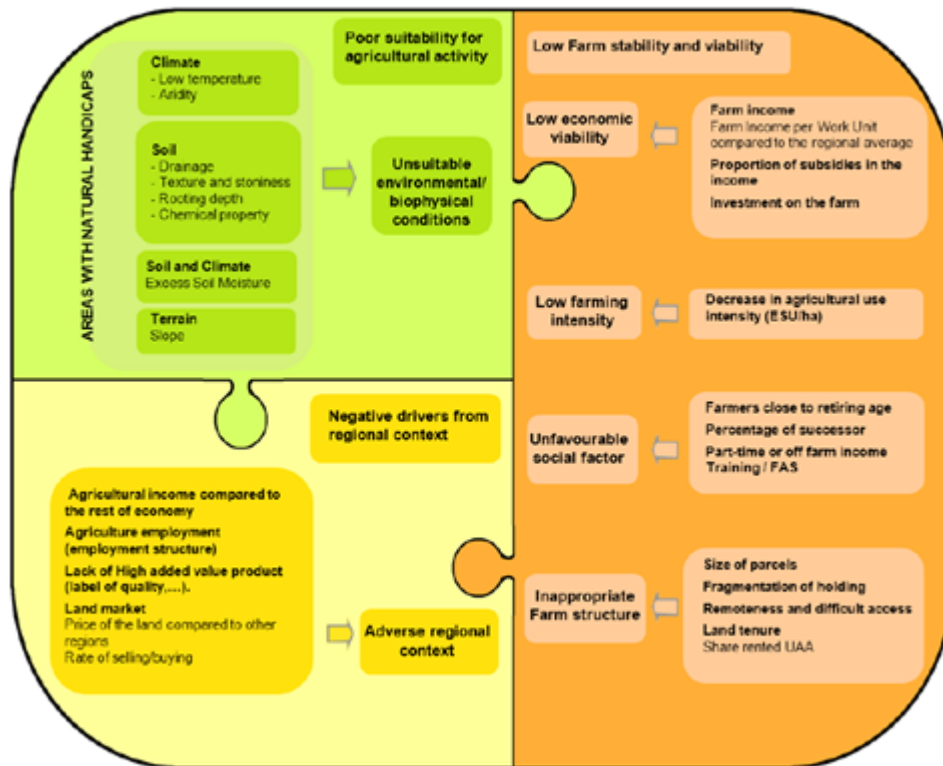 AREAS WITH NATURAL HANDICAPS
Poor suitability for
agricultural activity
Climate
- Low temperature
- Aridity
Soil
- Drainage
- Texture and stoniness
- Rooting depth
- Chemical property
Soil and Climate
Excess Soil Moisture
Terrain
Slope
Unsuitable
environmental/
biophysical
conditions
Negative drivers from
regional context
Agricultural income compared to
the rest of economy
Agriculture employment
(employment structure)
Lack of High added value product
(label of quality,....).
Land market
Price of the land compared to other
regions
Rate of selling/buying
Adverse regional
context
Low Farm stability and viability
Low economic
viability
Farm income
Farm Income per Work Unit
compared to the regional average
Proportion of subsidies in the
income
Investment on the farm
Low farming
intensity
Decrease in agricultural use
Intensity (ESU/ha)
Unfavourable
social factor
Farmers close to retiring age
Percentage of successor
Part-time or off farm income
Training / FAS
Inappropriate
Farm structure
Size of parcels
Fragmentation of holding
Remoteness and difficult access
Land tenure
Share rented UAA